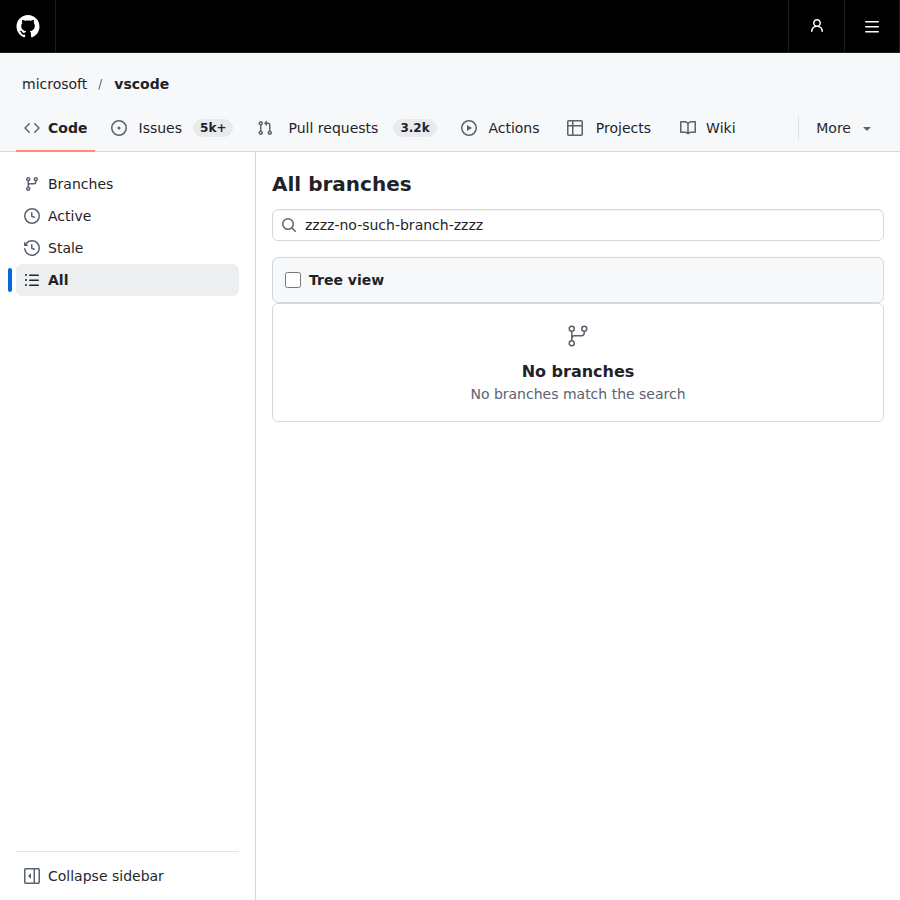 microsoft / vscode
Code Issues 5k+ Pull requests 3.2k Actions Projects Wiki More
Branches
Active
Stale
All
Collapse sidebar
All branches
zzzz-no-such-branch-zzzz
Tree view
No branches
No branches match the search